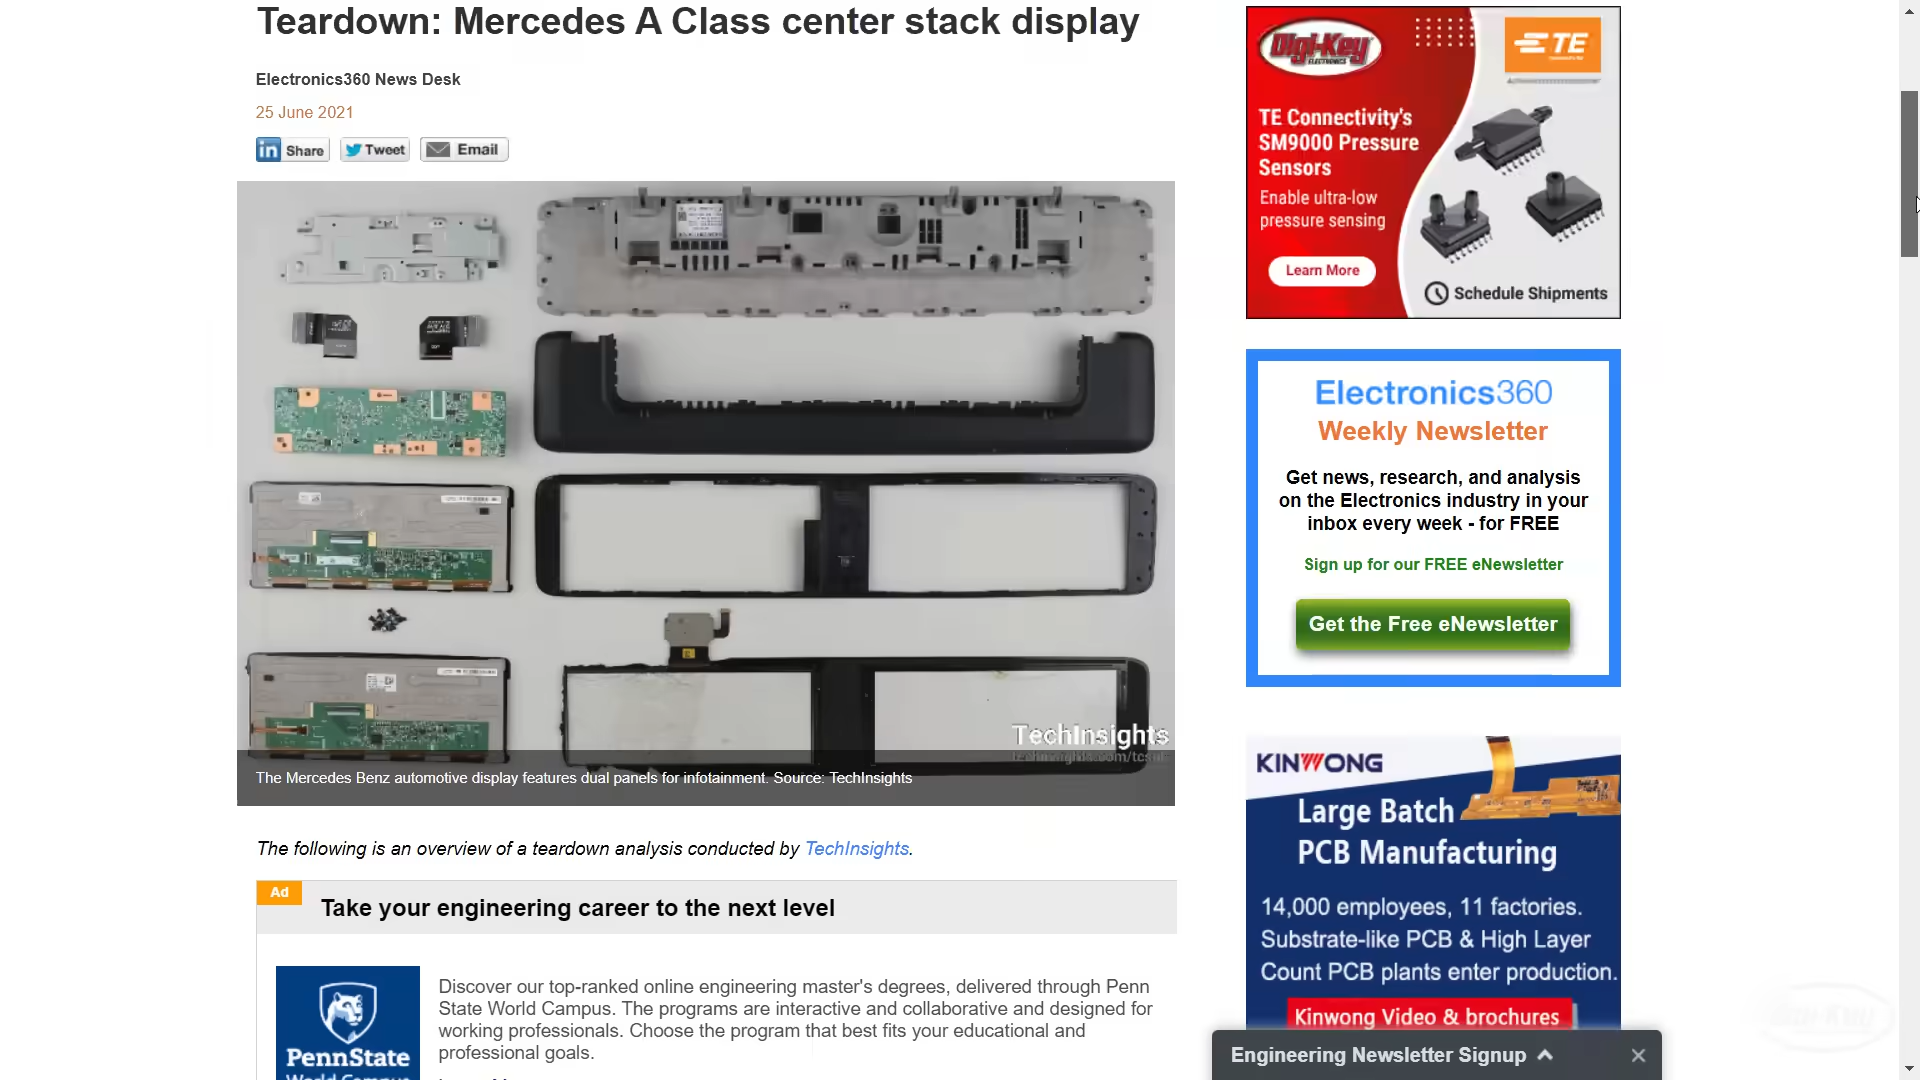 Teardown: Mercedes A Class center stack display
Electronics360 News Desk
25 June 2021
in Share
Tweet
Email
TechInsights
The Mercedes Benz automotive display features dual panels for infotainment. Source: TechInsights
The following is an overview of a teardown analysis conducted by TechInsights.
Ad
Take your engineering career to the next level
PennState
World Campus
Discover our top-ranked online engineering master's degrees, delivered through Penn
State World Campus. The programs are interactive and collaborative and designed for
working professionals. Choose the program that best fits your educational and
professional goals.
Digi-Key
ELECTRONICS
TE
TE Connectivity's
SM9000 Pressure
Sensors
Enable ultra-low
pressure sensing
Learn More
Schedule Shipments
Electronics360
Weekly Newsletter
Get news, research, and analysis
on the Electronics industry in your
inbox every week - for FREE
Sign up for our FREE eNewsletter
Get the Free eNewsletter
KINWONG
Large Batch
PCB Manufacturing
14,000 employees, 11 factories.
Substrate-like PCB & High Layer
Count PCB plants enter production.
Kinwong Video & brochures
Engineering Newsletter Signup